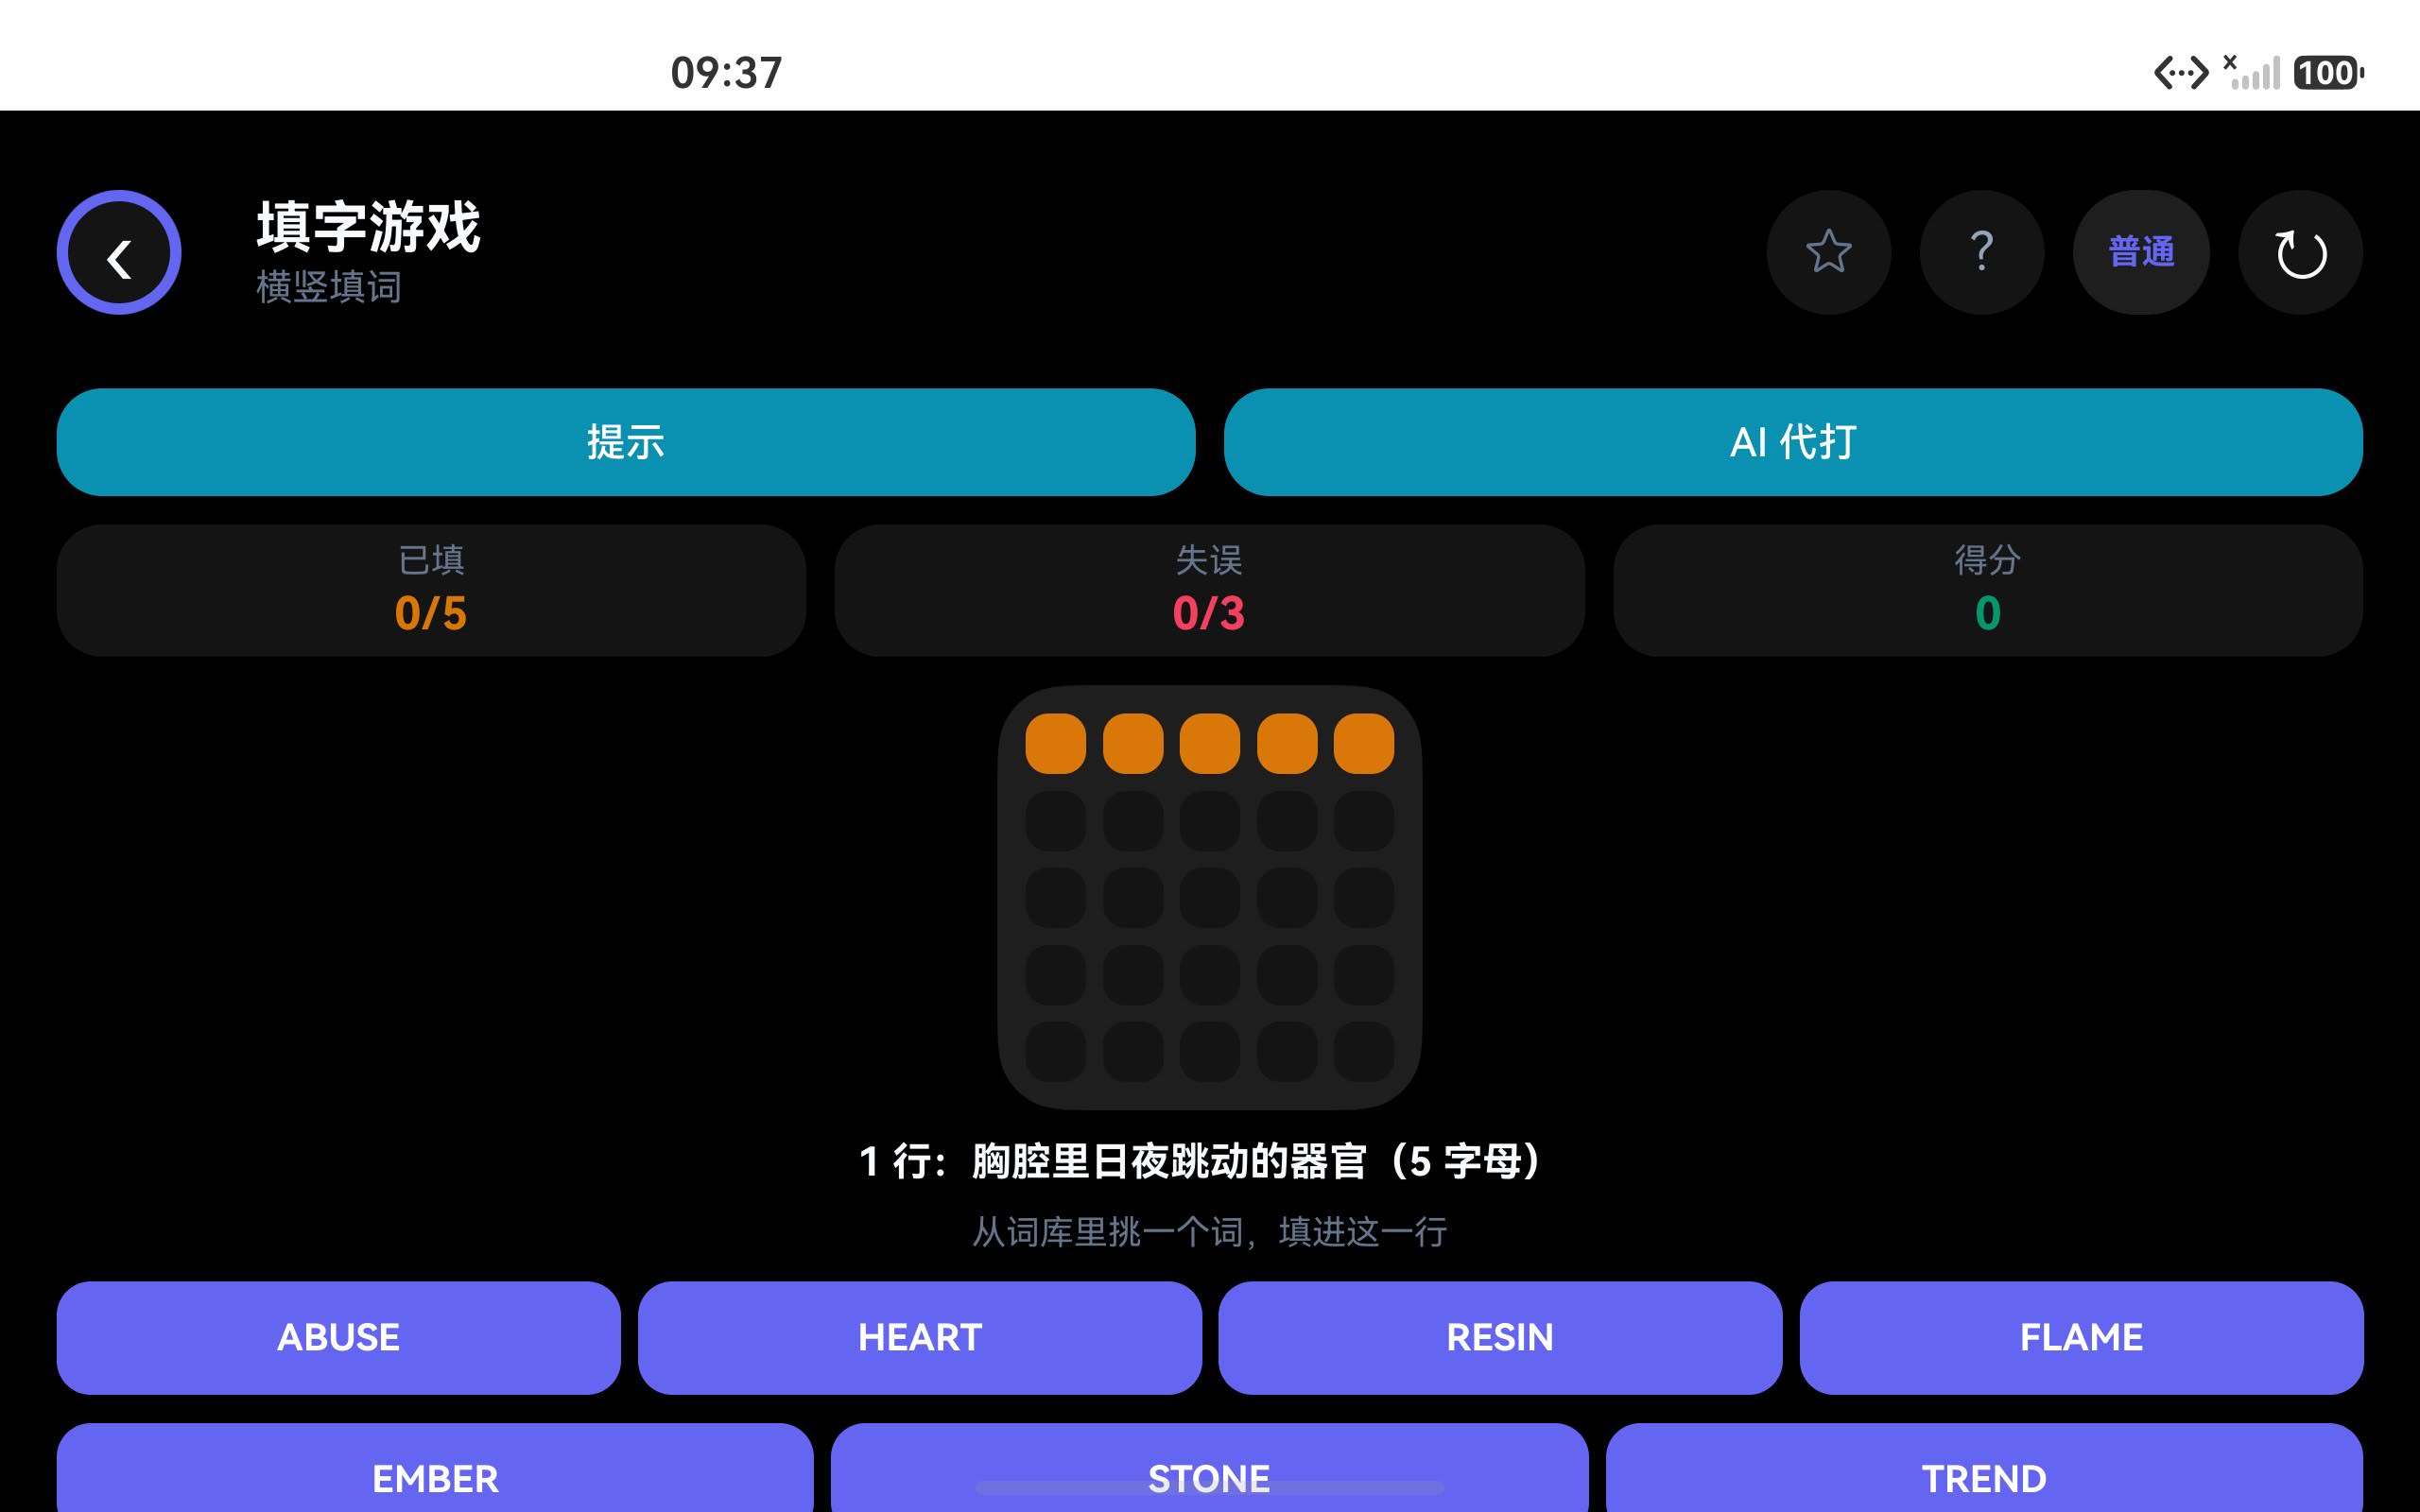 09:37
100
填字游戏
横竖填词
?
普通
提示
AI 代打
已填
失误
得分
0/5
0/3
0
1 行：胸腔里日夜跳动的器官（5 字母）
从词库里挑一个词，填进这一行
ABUSE
HEART
RESIN
FLAME
EMBER
STONE
TREND